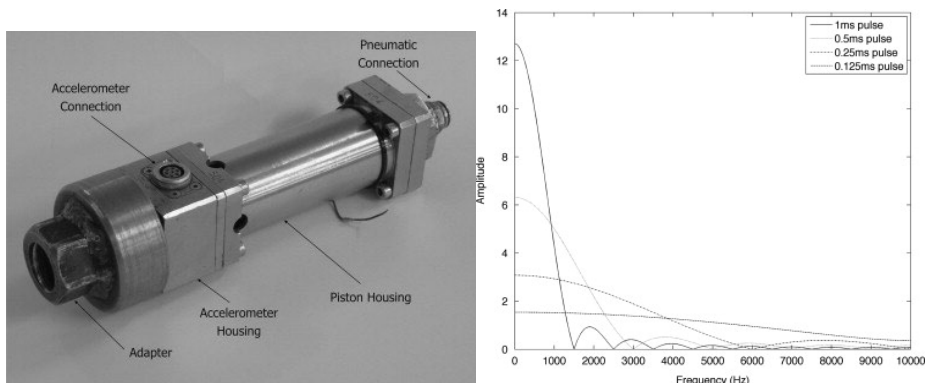 Pneumatic
Connection
Accelerometer
Connection
Piston Housing
Accelerometer
Housing
Adapter
14
12
10
8
6
4
2
0
Amplitude
1ms pulse
0.5ms pulse
0.25ms pulse
0.125ms pulse
0 1000 2000 3000 4000 5000 6000 7000 8000 9000 10000
Frequency (Hz)